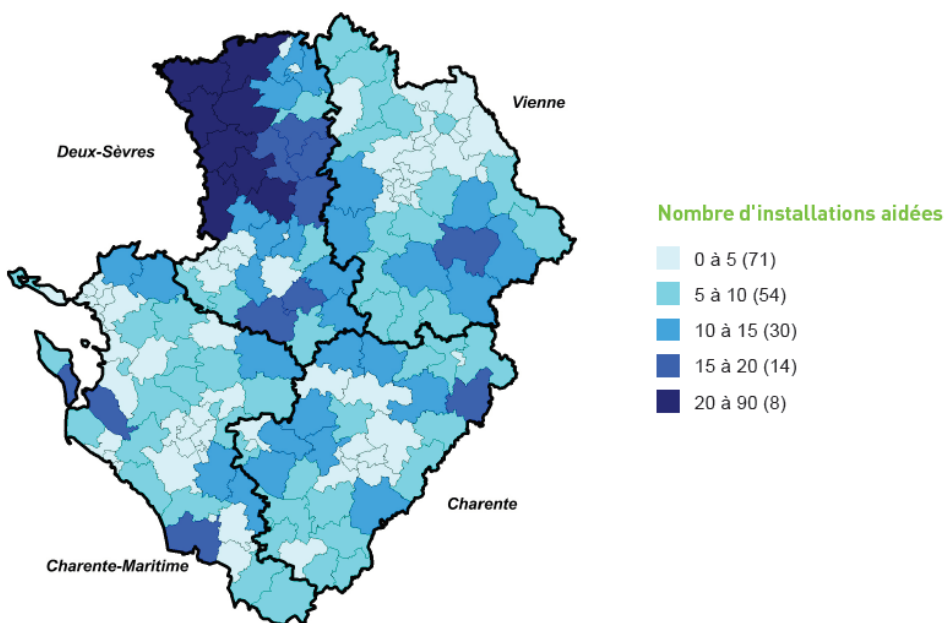 Vienne
Deux-Sèvres
Nombre d'installations aidées
0 à 5 (71)
5 à 10 (54)
10 à 15 (30)
15 à 20 (14)
20 à 90 (8)
Charente
Charente-Maritime